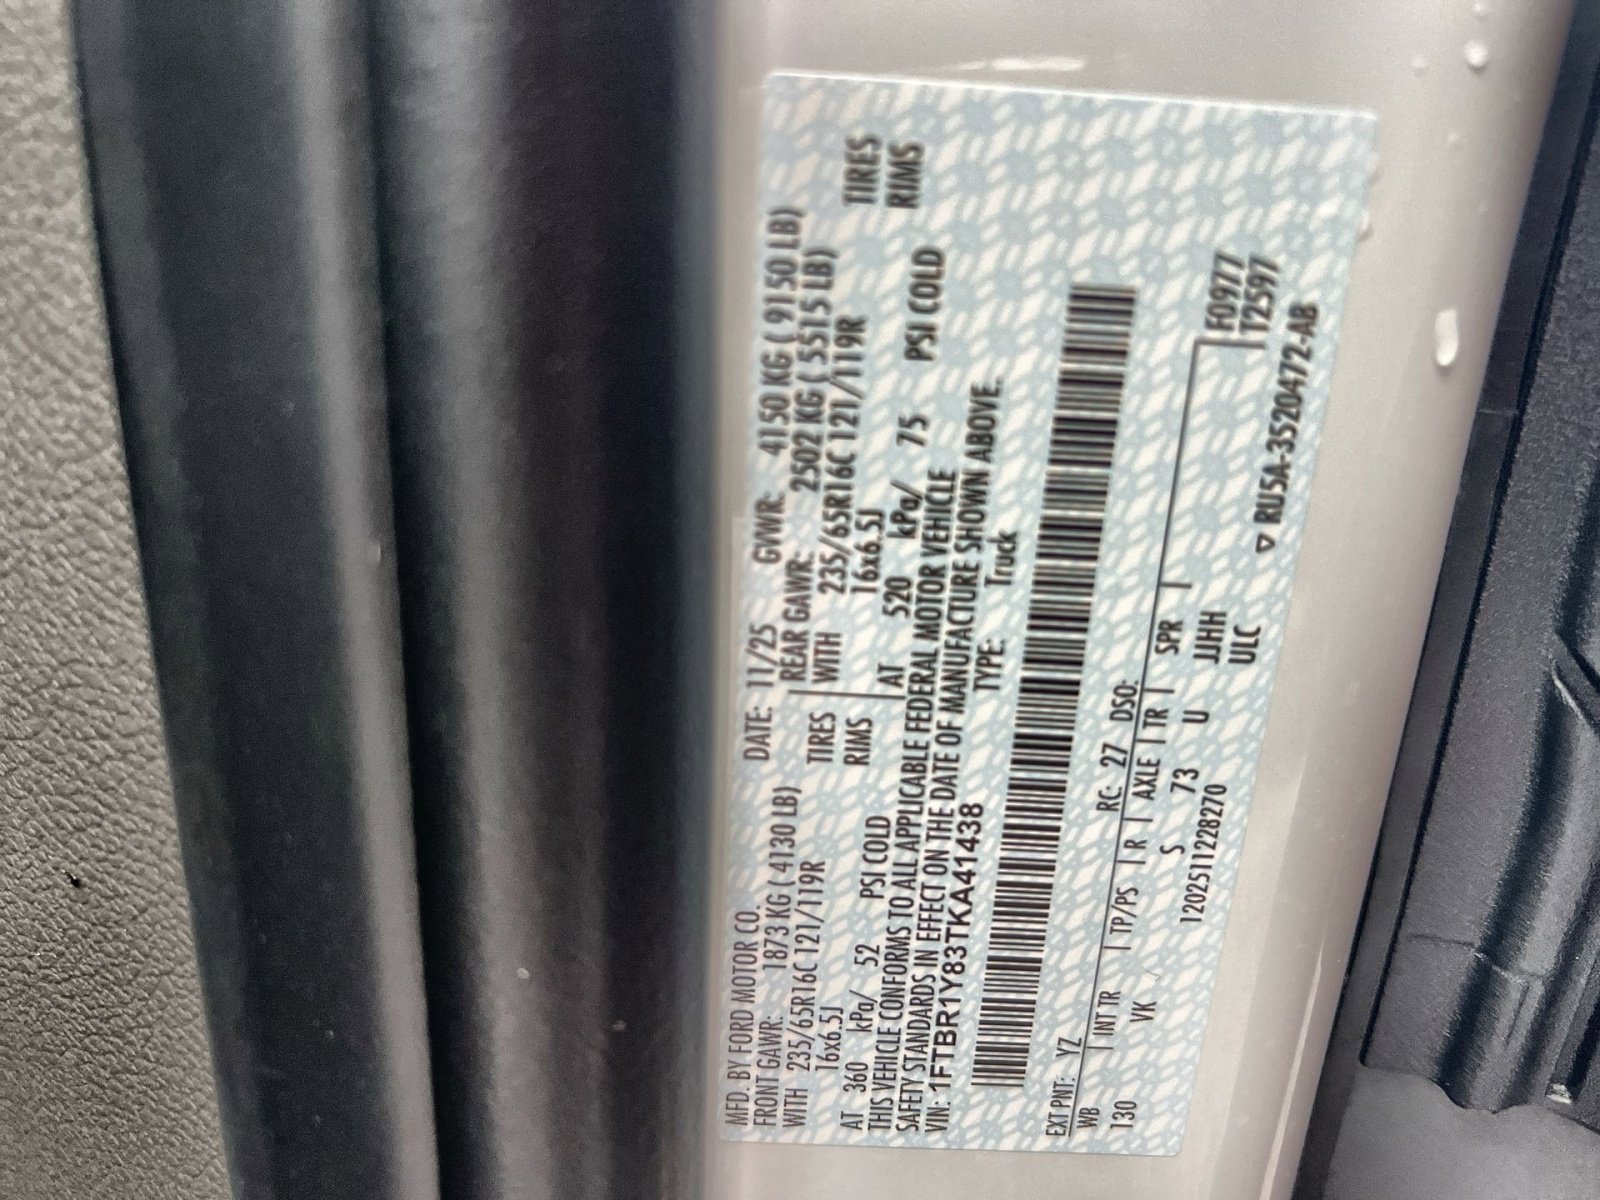 MFD. BY FORD MOTOR CO. DATE: 11/25 GVWR: 4150 KG ( 9150 LB)
FRONT GAWR: 1873 KG ( 4130 LB) REAR GAWR: 2502 KG ( 5515 LB)
WITH 235/65R16C 121/119R TIRES WITH 235/65R16C 121/119R TIRES
16x6.5J RIMS 16x6.5J RIMS
AT 360 kPa/ 52 PSI COLD AT 520 kPa/ 75 PSI COLD
THIS VEHICLE CONFORMS TO ALL APPLICABLE FEDERAL MOTOR VEHICLE
SAFETY STANDARDS IN EFFECT ON THE DATE OF MANUFACTURE SHOWN ABOVE.
VIN: 1FTBR1Y83TKA41438 TYPE: Truck
EXT PNT: YZ RC: 27 DSO:
WB INT TR TP/PS R AXLE TR SPR F0977
130 VK S 73 U JJHH T2597
120251122827​0 ULC
▽ RU5A-3520472-AB